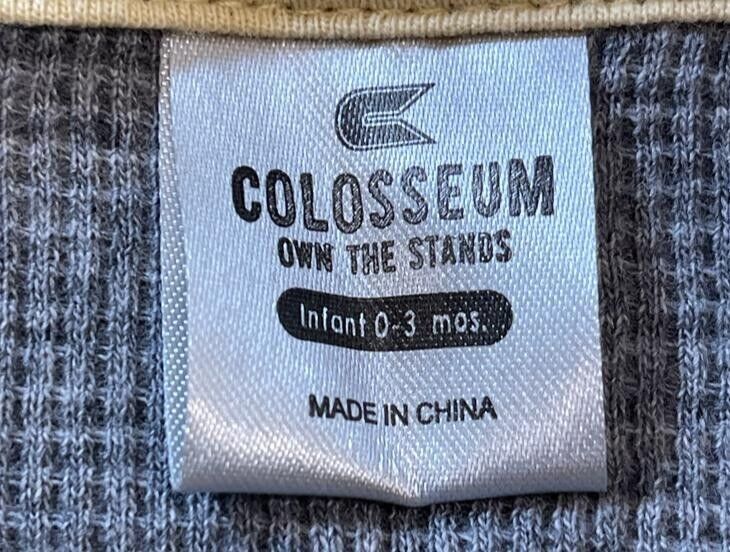 COLOSSEUM
OWN THE STANDS
Infant 0-3 mos.
MADE IN CHINA